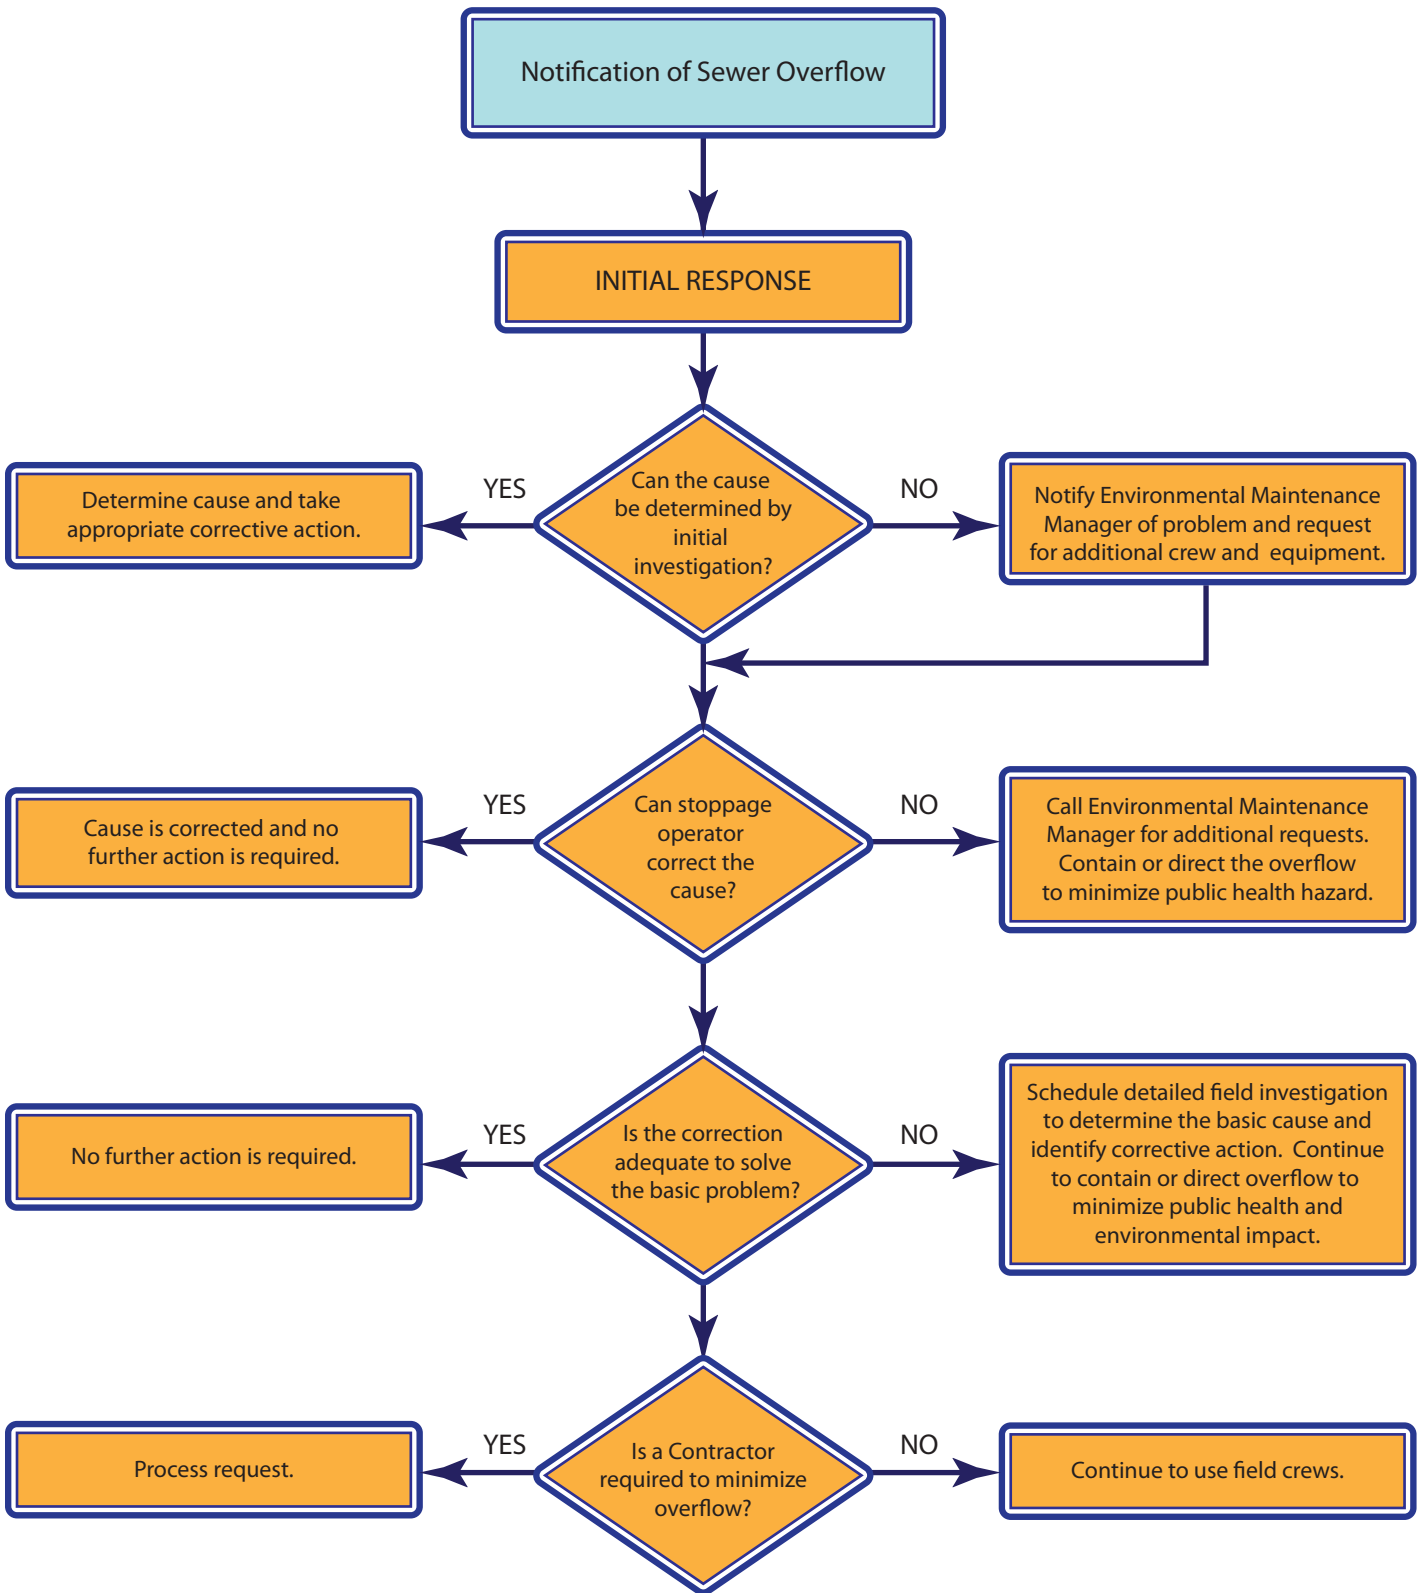 Notification of Sewer Overflow
INITIAL RESPONSE
Can the cause
be determined by
initial
investigation?
YES
Determine cause and take
appropriate corrective action.
NO
Notify Environmental Maintenance
Manager of problem and request
for additional crew and  equipment.
Can stoppage
operator
correct the
cause?
YES
Cause is corrected and no
further action is required.
NO
Call Environmental Maintenance
Manager for additional requests.
Contain or direct the overflow
to minimize public health hazard.
Is the correction
adequate to solve
the basic problem?
YES
No further action is required.
NO
Schedule detailed field investigation
to determine the basic cause and
identify corrective action.  Continue
to contain or direct overflow to
minimize public health and
environmental impact.
Is a Contractor
required to minimize
overflow?
YES
Process request.
NO
Continue to use field crews.